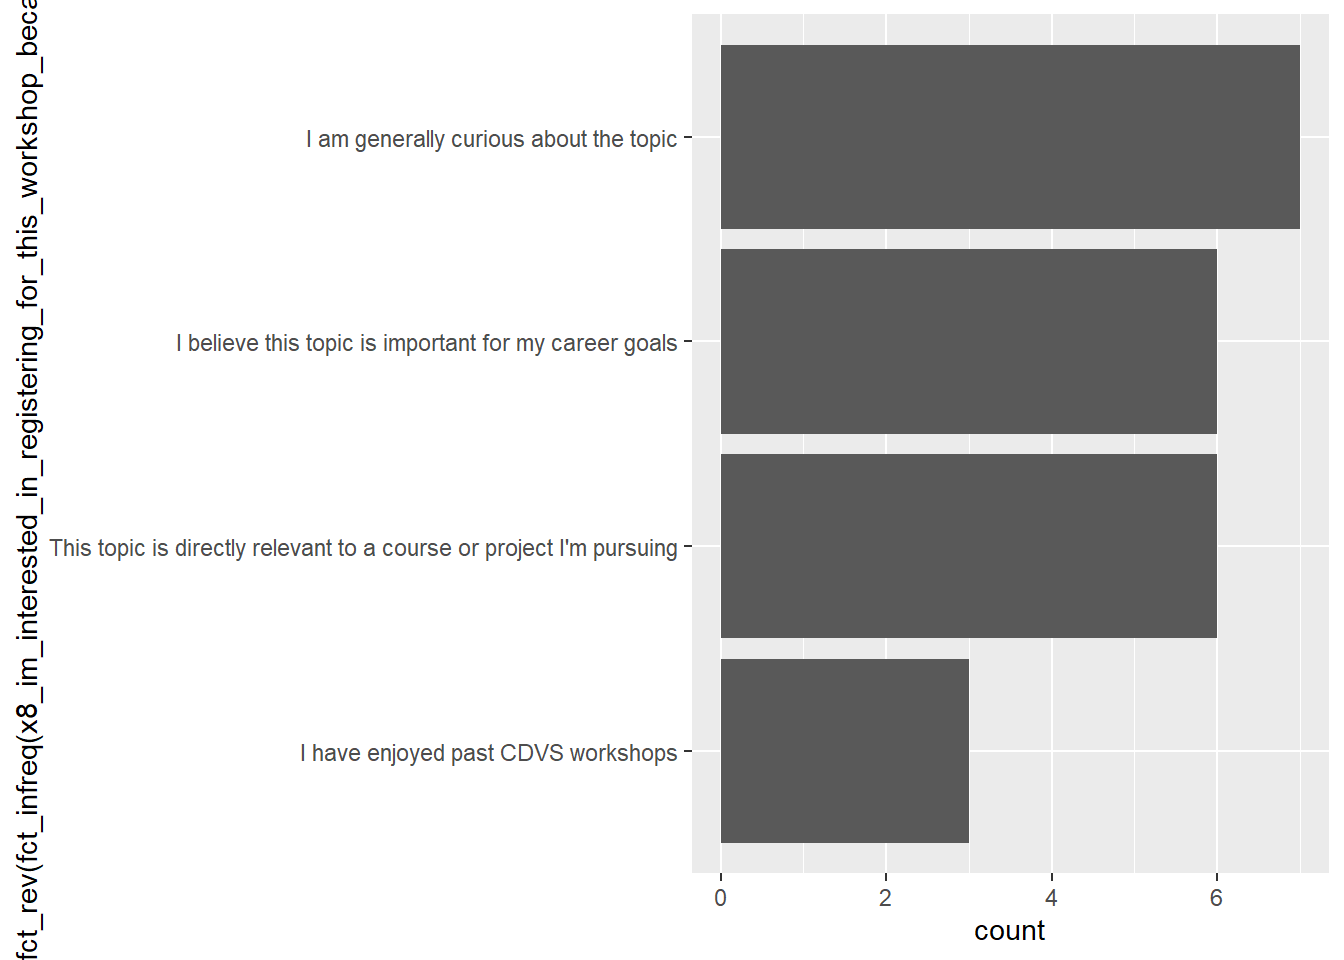 fct_rev(fct_infreq(x8_im_interested_in_registering_for_this_workshop_beca
I am generally curious about the topic
I believe this topic is important for my career goals
This topic is directly relevant to a course or project I'm pursuing
I have enjoyed past CDVS workshops
0 2 4 6
count